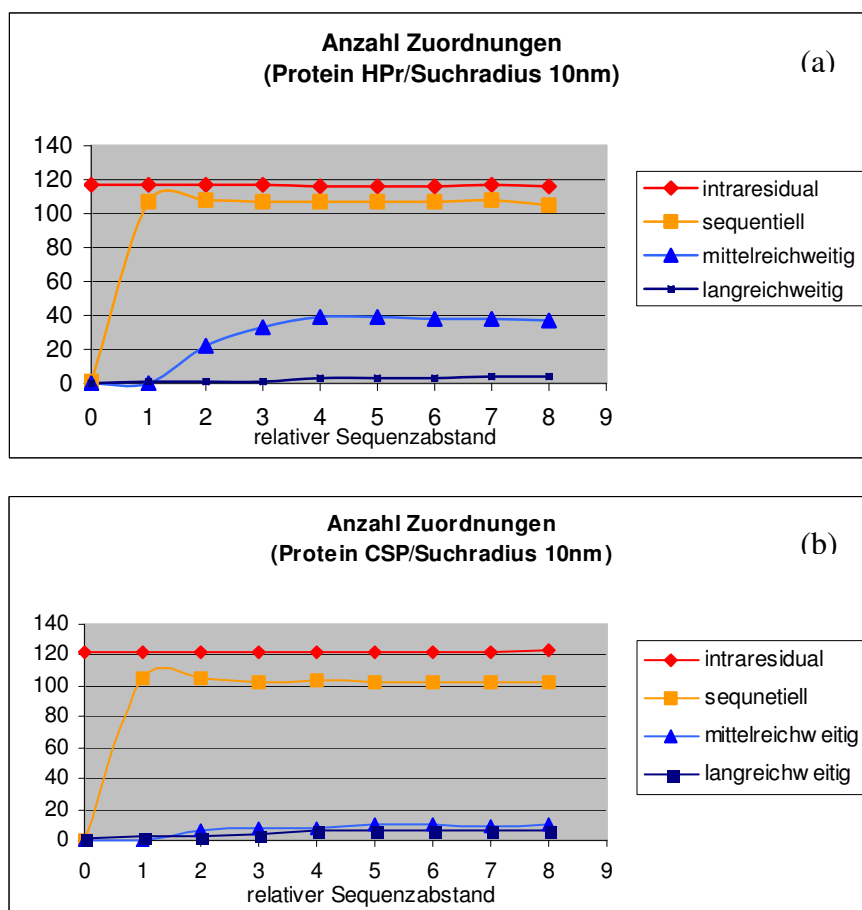 Anzahl Zuordnungen
(Protein HPr/Suchradius 10nm)
(a)
140
120
100
80
60
40
20
0
0 1 2 3 4 5 6 7 8 9
relativer Sequenzabstand
intraresidual
sequentiell
mittelreichweitig
langreichweitig
Anzahl Zuordnungen
(Protein CSP/Suchradius 10nm)
(b)
140
120
100
80
60
40
20
0
0 1 2 3 4 5 6 7 8 9
relativer Sequenzabstand
intraresidual
sequnetiell
mittelreichw eitig
langreichw eitig